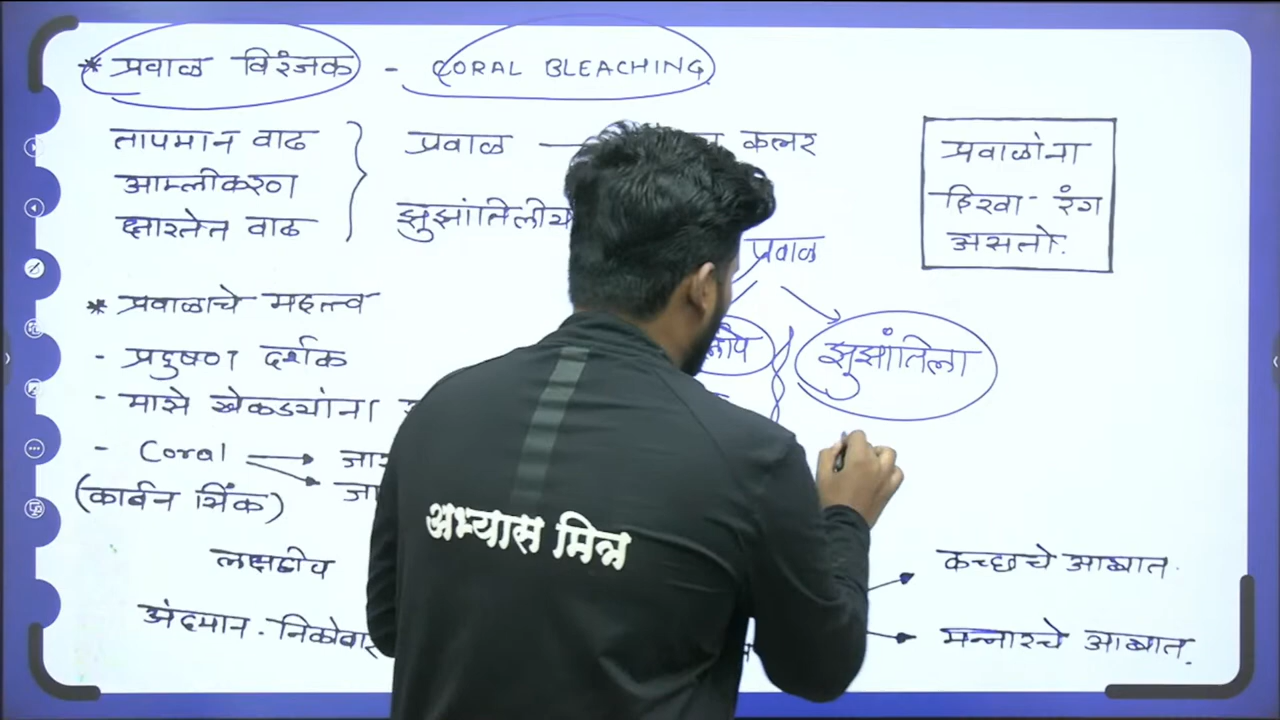 * प्रवाळ विरंजक - CORAL BLEACHING
तापमान वाढ
आम्लीकरण
क्षारतेत वाढ
प्रवाळ — कलर
झुझांतिलीय
प्रवाळ
झुझांतिला
प्रवाळांना
हिरवा रंग
असतो.
* प्रवाळाचे महत्त्व
- प्रदुषण दर्शक
- मासे खेकड्यांना
- Coral
(कार्बन सिंक)
लक्षद्वीप
अंदमान. निकोबार
कच्छचे आखात.
मन्नारचे आखात.
अभ्यास मित्र